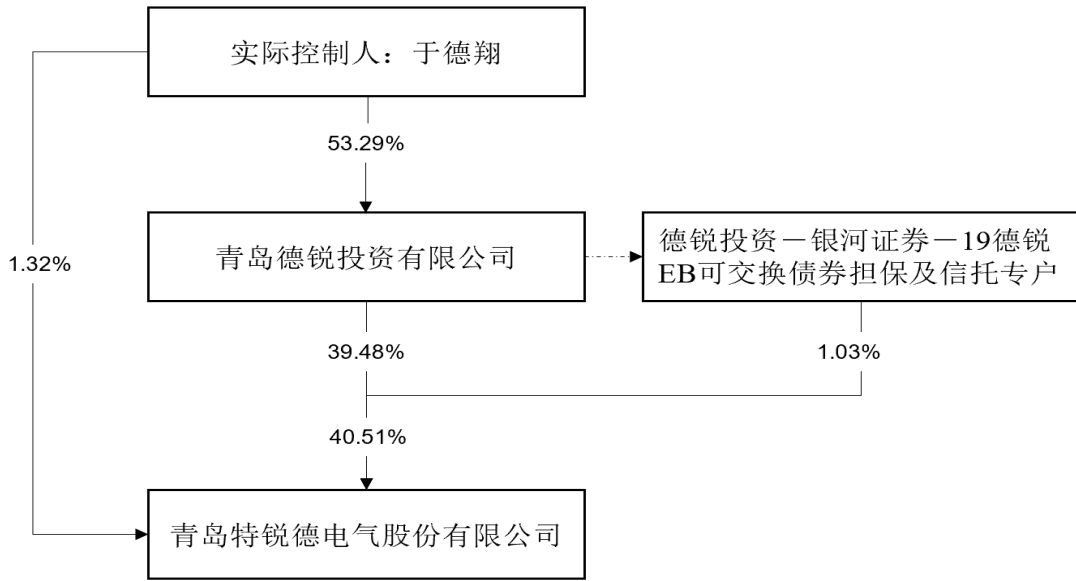 实际控制人：于德翔
53.29%
青岛德锐投资有限公司
德锐投资－银河证券－19德锐
EB可交换债券担保及信托专户
1.32%
39.48%
1.03%
40.51%
青岛特锐德电气股份有限公司